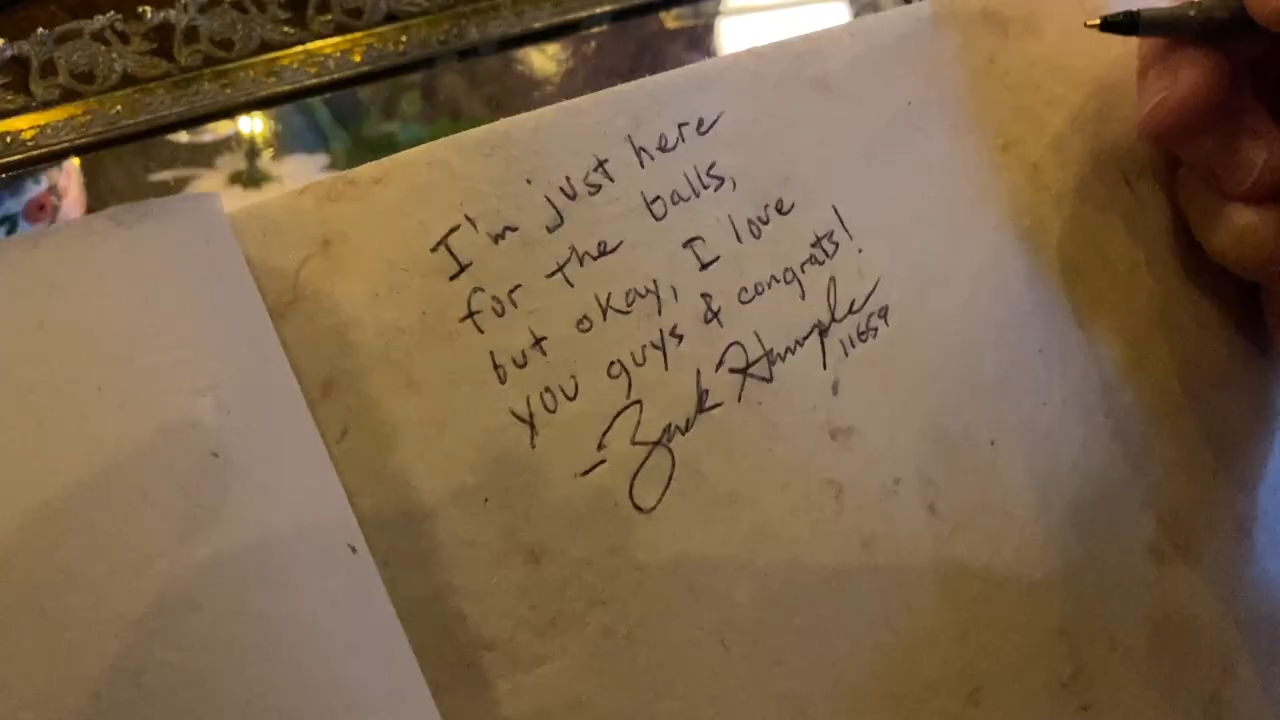 I'm just here
for the balls,
but okay, I love
you guys & congrats!
-Zack Hample
11659